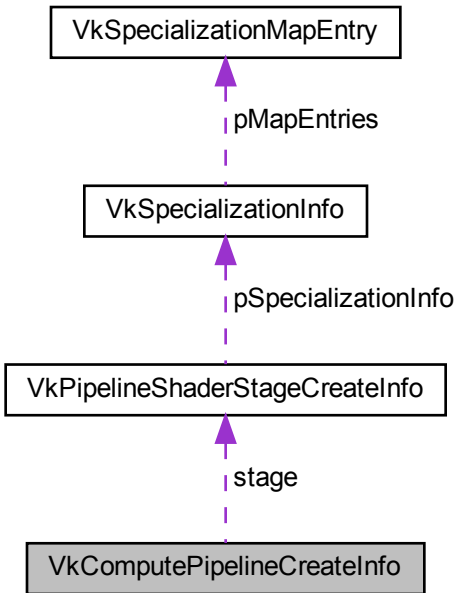 VkSpecializationMapEntry
pMapEntries
VkSpecializationInfo
pSpecializationInfo
VkPipelineShaderStageCreateInfo
stage
VkComputePipelineCreateInfo